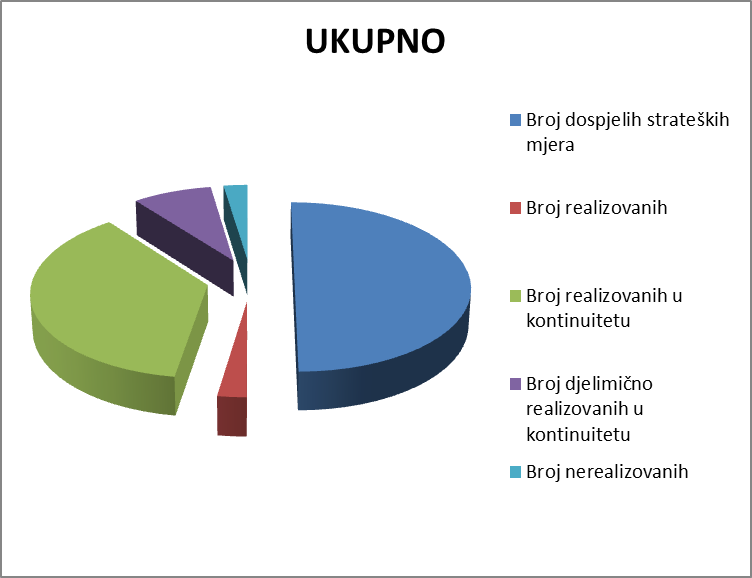 UKUPNO
Broj dospjelih strateških
mjera
Broj realizovanih
Broj realizovanih u
kontinuitetu
Broj djelimično
realizovanih u
kontinuitetu
Broj nerealizovanih